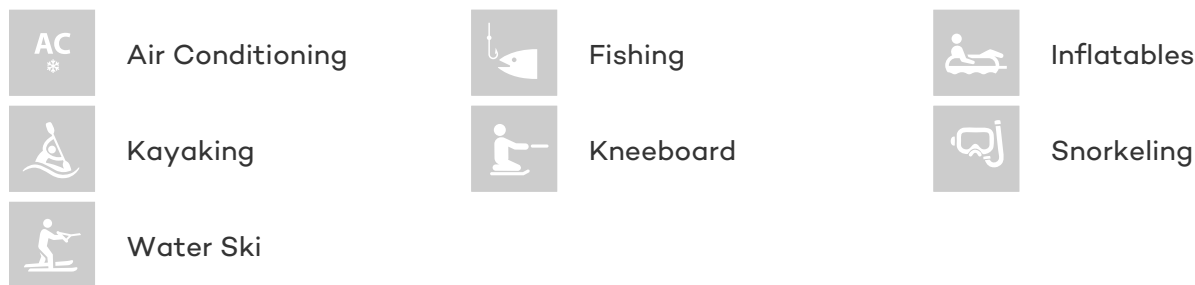 AC
Air Conditioning
Fishing
Inflatables
Kayaking
Kneeboard
Snorkeling
Water Ski